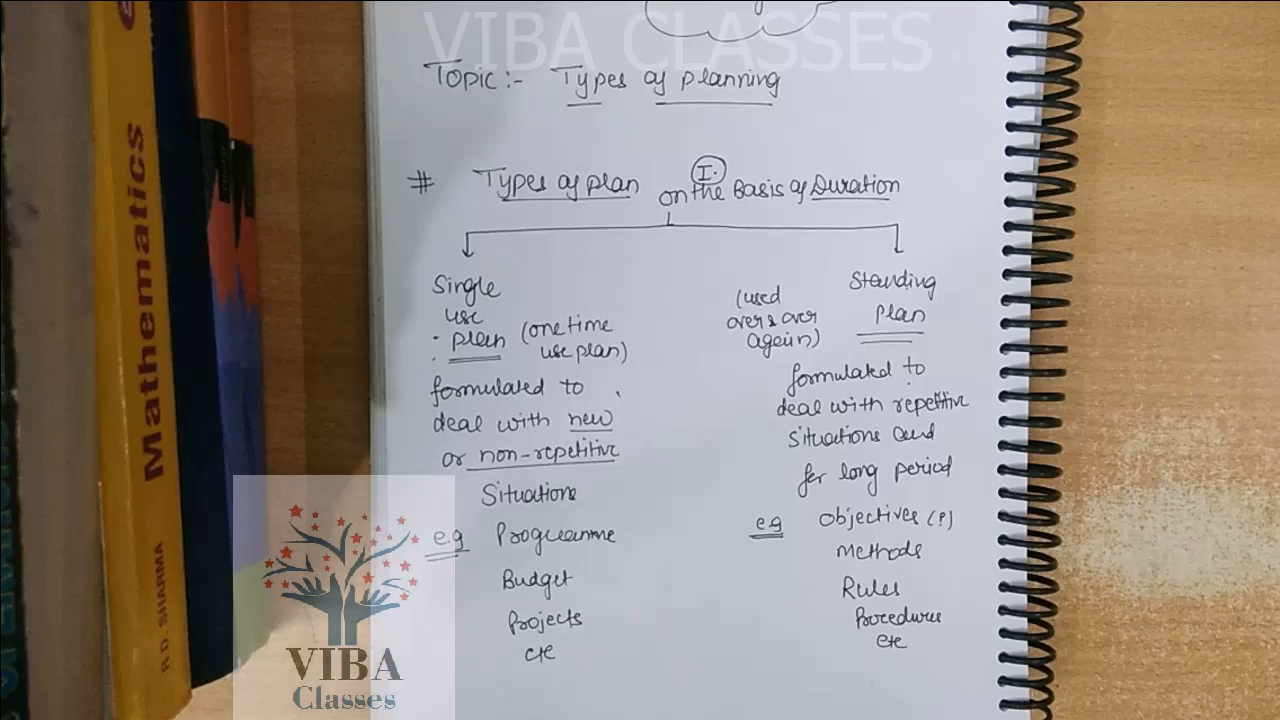 VIBA CLASSES
Topic:- Types of planning
# Types of plan on the Basis of Duration
I.
Single
use
plan (one time
use plan)
formulated to
deal with new
or non-repetitive
Situations
e.g Programme
Budget
Projects
etc
Standing
Plan
(used
over & over
again)
formulated to
deal with repetitive
situations and
for long period
e.g Objectives (P)
Methods
Rules
Procedures
etc
Mathematics
R.D. SHARMA
VIBA
Classes